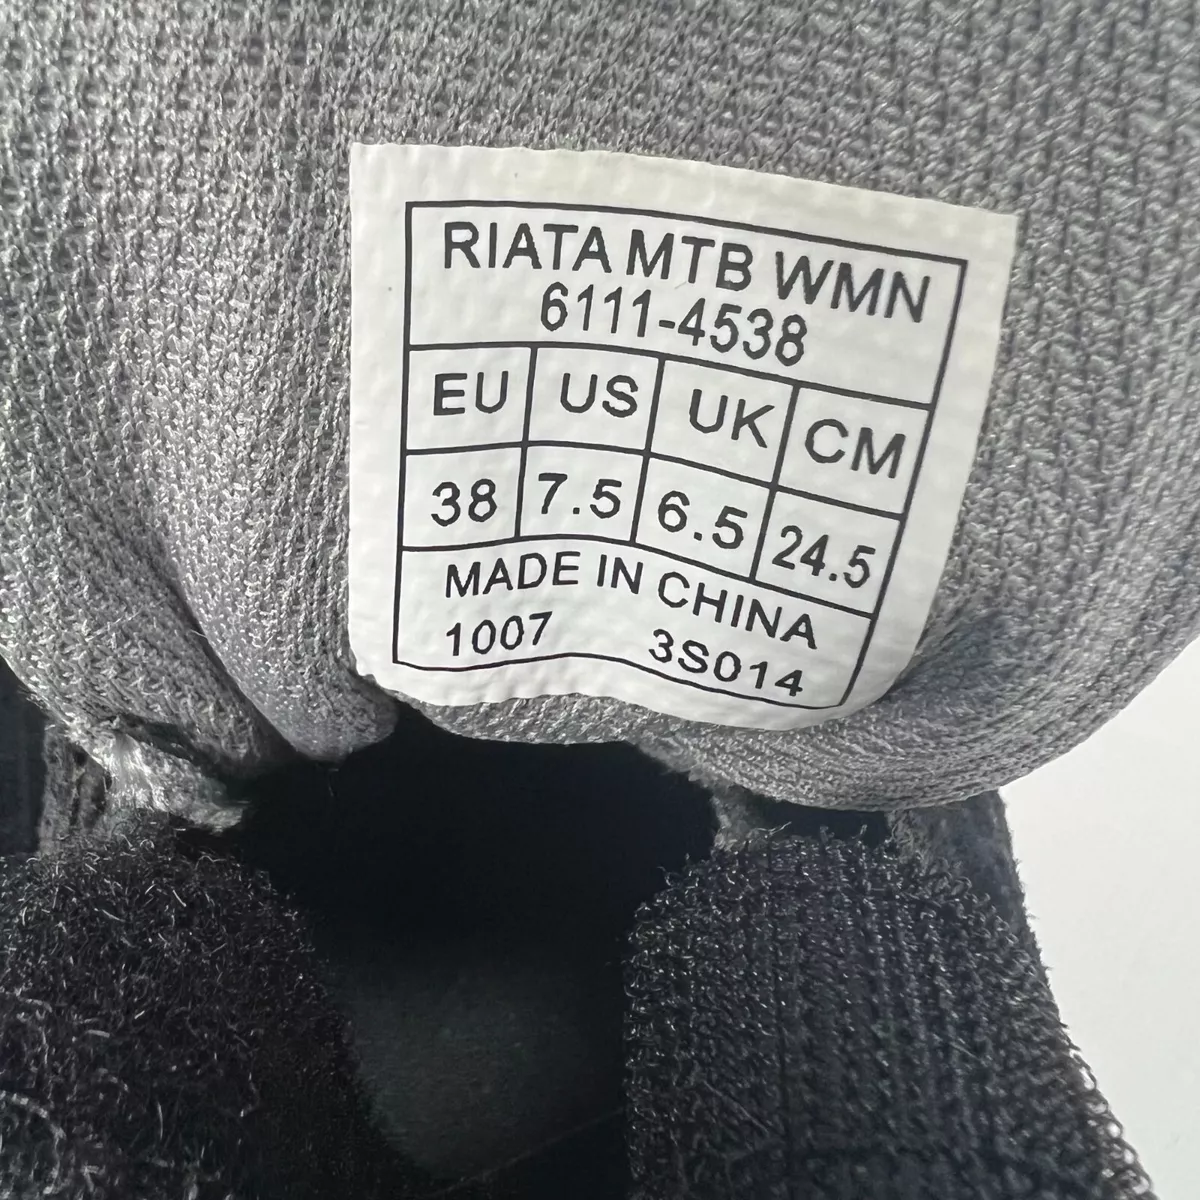 RIATA MTB WMN
6111-4538
EU US UK CM
38 7.5 6.5 24.5
MADE IN CHINA
1007 3S014